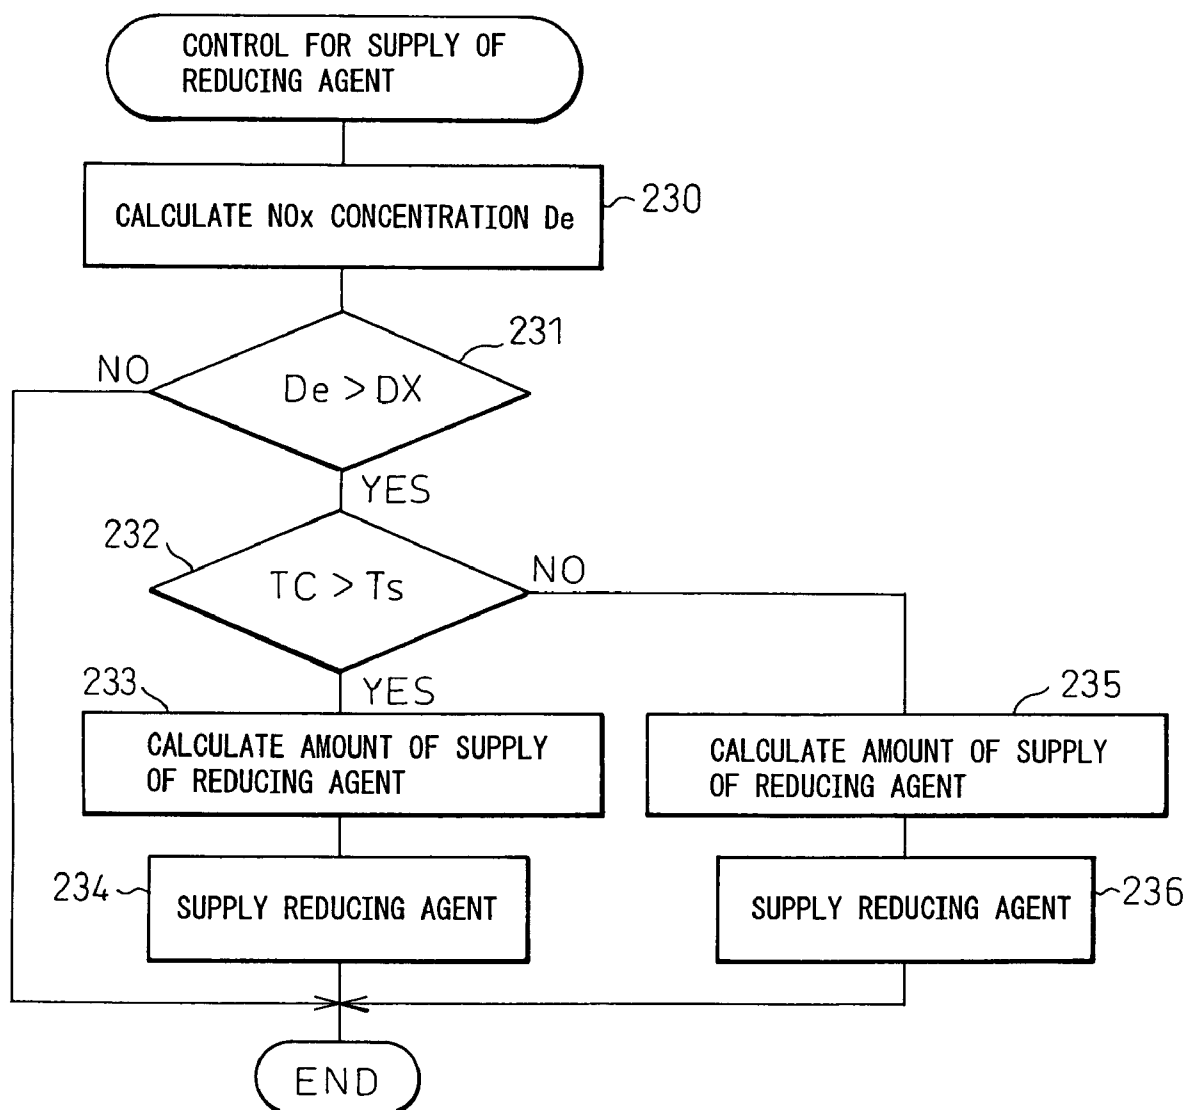 CONTROL FOR SUPPLY OF
REDUCING AGENT
CALCULATE NOx CONCENTRATION De
230
231
NO
De > DX
YES
232
TC > Ts
NO
233
YES
235
CALCULATE AMOUNT OF SUPPLY
OF REDUCING AGENT
CALCULATE AMOUNT OF SUPPLY
OF REDUCING AGENT
234
SUPPLY REDUCING AGENT
SUPPLY REDUCING AGENT
236
END